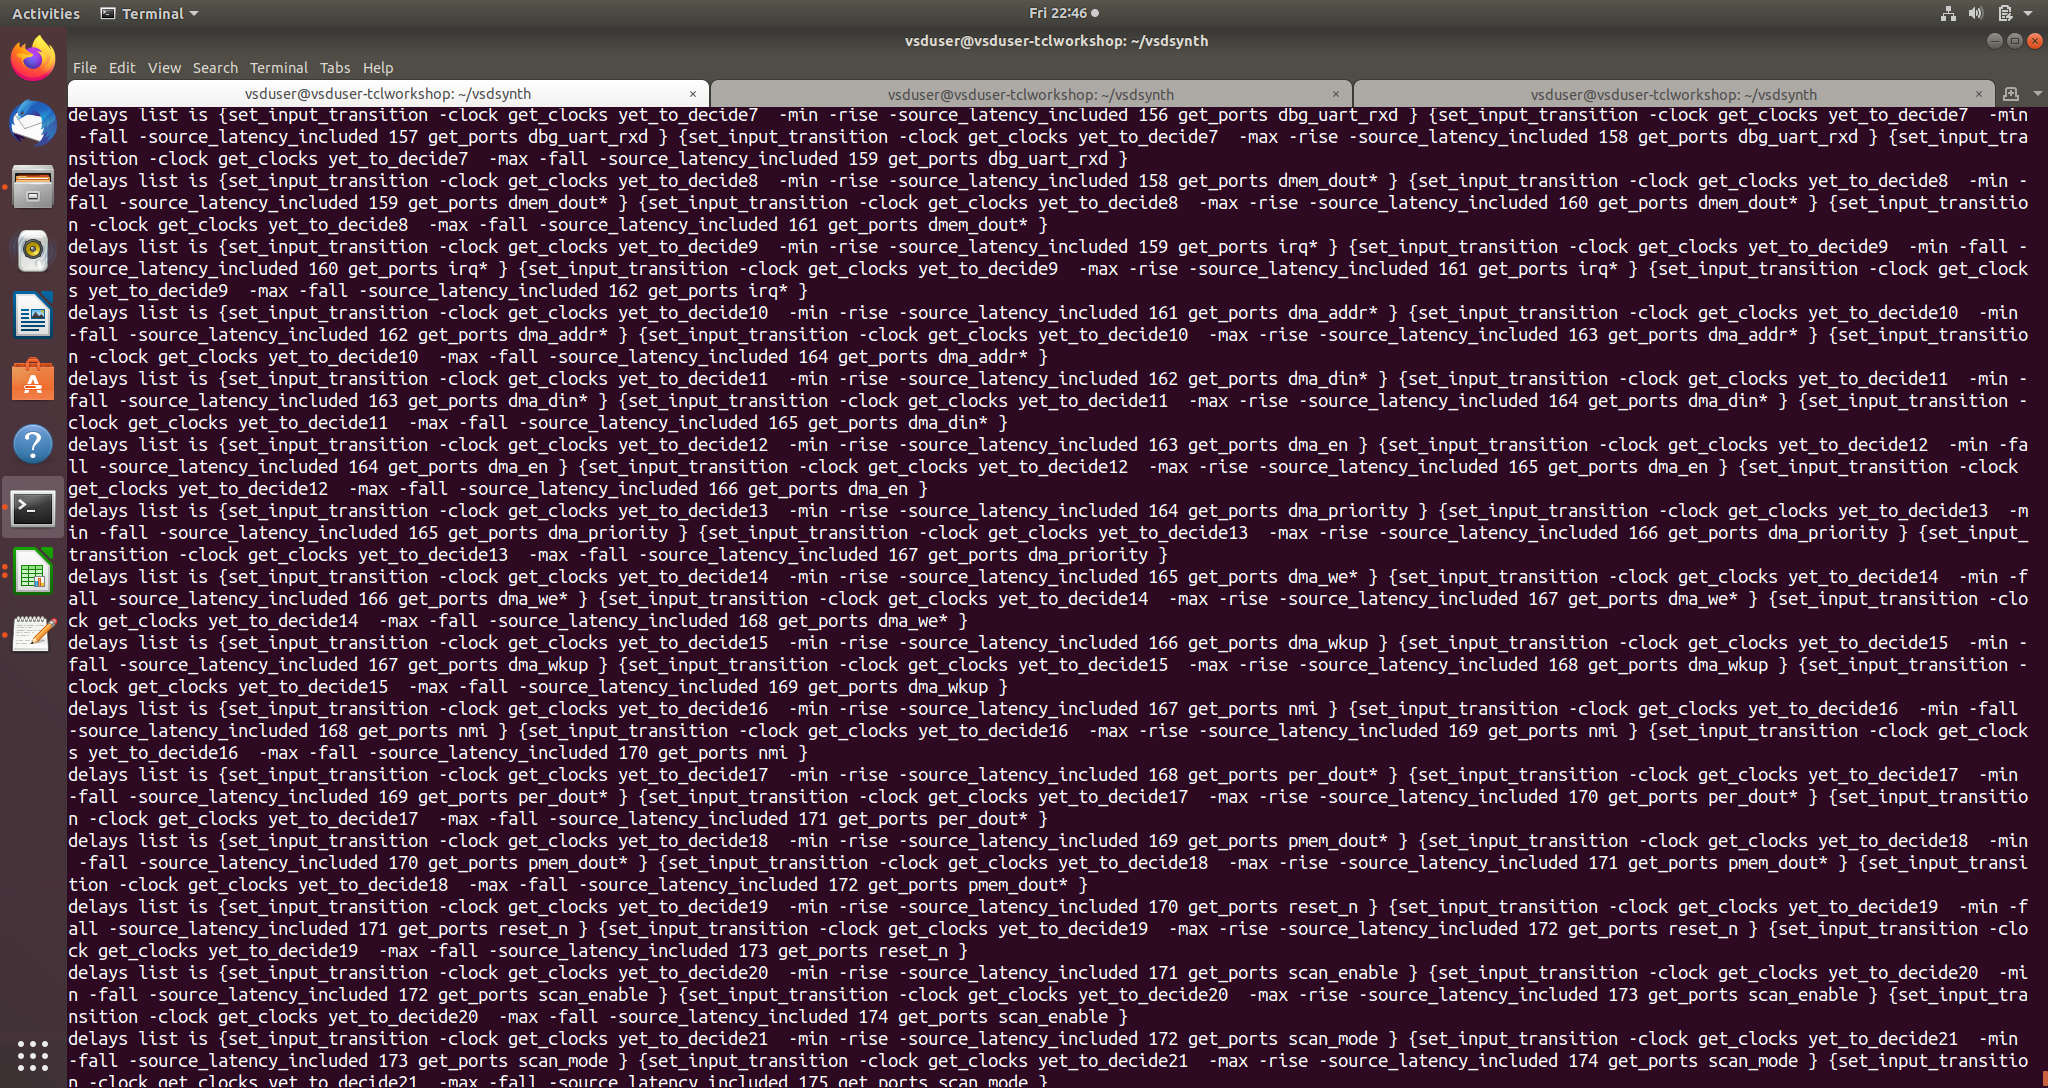 Activities Terminal Fri 22:46
vsduser@vsduser-tclworkshop: ~/vsdsynth
File Edit View Search Terminal Tabs Help
vsduser@vsduser-tclworkshop: ~/vsdsynth × vsduser@vsduser-tclworkshop: ~/vsdsynth × vsduser@vsduser-tclworkshop: ~/vsdsynth ×
delays list is {set_input_transition -clock get_clocks yet_to_decide7  -min -rise -source_latency_included 156 get_ports dbg_uart_rxd } {set_input_transition -clock get_clocks yet_to_decide7  -min
 -fall -source_latency_included 157 get_ports dbg_uart_rxd } {set_input_transition -clock get_clocks yet_to_decide7  -max -rise -source_latency_included 158 get_ports dbg_uart_rxd } {set_input_tra
nsition -clock get_clocks yet_to_decide7  -max -fall -source_latency_included 159 get_ports dbg_uart_rxd }
delays list is {set_input_transition -clock get_clocks yet_to_decide8  -min -rise -source_latency_included 158 get_ports dmem_dout* } {set_input_transition -clock get_clocks yet_to_decide8  -min -
fall -source_latency_included 159 get_ports dmem_dout* } {set_input_transition -clock get_clocks yet_to_decide8  -max -rise -source_latency_included 160 get_ports dmem_dout* } {set_input_transitio
n -clock get_clocks yet_to_decide8  -max -fall -source_latency_included 161 get_ports dmem_dout* }
delays list is {set_input_transition -clock get_clocks yet_to_decide9  -min -rise -source_latency_included 159 get_ports irq* } {set_input_transition -clock get_clocks yet_to_decide9  -min -fall -
source_latency_included 160 get_ports irq* } {set_input_transition -clock get_clocks yet_to_decide9  -max -rise -source_latency_included 161 get_ports irq* } {set_input_transition -clock get_clock
s yet_to_decide9  -max -fall -source_latency_included 162 get_ports irq* }
delays list is {set_input_transition -clock get_clocks yet_to_decide10  -min -rise -source_latency_included 161 get_ports dma_addr* } {set_input_transition -clock get_clocks yet_to_decide10  -min
-fall -source_latency_included 162 get_ports dma_addr* } {set_input_transition -clock get_clocks yet_to_decide10  -max -rise -source_latency_included 163 get_ports dma_addr* } {set_input_transitio
n -clock get_clocks yet_to_decide10  -max -fall -source_latency_included 164 get_ports dma_addr* }
delays list is {set_input_transition -clock get_clocks yet_to_decide11  -min -rise -source_latency_included 162 get_ports dma_din* } {set_input_transition -clock get_clocks yet_to_decide11  -min -
fall -source_latency_included 163 get_ports dma_din* } {set_input_transition -clock get_clocks yet_to_decide11  -max -rise -source_latency_included 164 get_ports dma_din* } {set_input_transition -
clock get_clocks yet_to_decide11  -max -fall -source_latency_included 165 get_ports dma_din* }
delays list is {set_input_transition -clock get_clocks yet_to_decide12  -min -rise -source_latency_included 163 get_ports dma_en } {set_input_transition -clock get_clocks yet_to_decide12  -min -fa
ll -source_latency_included 164 get_ports dma_en } {set_input_transition -clock get_clocks yet_to_decide12  -max -rise -source_latency_included 165 get_ports dma_en } {set_input_transition -clock
get_clocks yet_to_decide12  -max -fall -source_latency_included 166 get_ports dma_en }
delays list is {set_input_transition -clock get_clocks yet_to_decide13  -min -rise -source_latency_included 164 get_ports dma_priority } {set_input_transition -clock get_clocks yet_to_decide13  -m
in -fall -source_latency_included 165 get_ports dma_priority } {set_input_transition -clock get_clocks yet_to_decide13  -max -rise -source_latency_included 166 get_ports dma_priority } {set_input_
transition -clock get_clocks yet_to_decide13  -max -fall -source_latency_included 167 get_ports dma_priority }
delays list is {set_input_transition -clock get_clocks yet_to_decide14  -min -rise -source_latency_included 165 get_ports dma_we* } {set_input_transition -clock get_clocks yet_to_decide14  -min -f
all -source_latency_included 166 get_ports dma_we* } {set_input_transition -clock get_clocks yet_to_decide14  -max -rise -source_latency_included 167 get_ports dma_we* } {set_input_transition -clo
ck get_clocks yet_to_decide14  -max -fall -source_latency_included 168 get_ports dma_we* }
delays list is {set_input_transition -clock get_clocks yet_to_decide15  -min -rise -source_latency_included 166 get_ports dma_wkup } {set_input_transition -clock get_clocks yet_to_decide15  -min -
fall -source_latency_included 167 get_ports dma_wkup } {set_input_transition -clock get_clocks yet_to_decide15  -max -rise -source_latency_included 168 get_ports dma_wkup } {set_input_transition -
clock get_clocks yet_to_decide15  -max -fall -source_latency_included 169 get_ports dma_wkup }
delays list is {set_input_transition -clock get_clocks yet_to_decide16  -min -rise -source_latency_included 167 get_ports nmi } {set_input_transition -clock get_clocks yet_to_decide16  -min -fall
-source_latency_included 168 get_ports nmi } {set_input_transition -clock get_clocks yet_to_decide16  -max -rise -source_latency_included 169 get_ports nmi } {set_input_transition -clock get_clock
s yet_to_decide16  -max -fall -source_latency_included 170 get_ports nmi }
delays list is {set_input_transition -clock get_clocks yet_to_decide17  -min -rise -source_latency_included 168 get_ports per_dout* } {set_input_transition -clock get_clocks yet_to_decide17  -min
-fall -source_latency_included 169 get_ports per_dout* } {set_input_transition -clock get_clocks yet_to_decide17  -max -rise -source_latency_included 170 get_ports per_dout* } {set_input_transitio
n -clock get_clocks yet_to_decide17  -max -fall -source_latency_included 171 get_ports per_dout* }
delays list is {set_input_transition -clock get_clocks yet_to_decide18  -min -rise -source_latency_included 169 get_ports pmem_dout* } {set_input_transition -clock get_clocks yet_to_decide18  -min
 -fall -source_latency_included 170 get_ports pmem_dout* } {set_input_transition -clock get_clocks yet_to_decide18  -max -rise -source_latency_included 171 get_ports pmem_dout* } {set_input_transi
tion -clock get_clocks yet_to_decide18  -max -fall -source_latency_included 172 get_ports pmem_dout* }
delays list is {set_input_transition -clock get_clocks yet_to_decide19  -min -rise -source_latency_included 170 get_ports reset_n } {set_input_transition -clock get_clocks yet_to_decide19  -min -f
all -source_latency_included 171 get_ports reset_n } {set_input_transition -clock get_clocks yet_to_decide19  -max -rise -source_latency_included 172 get_ports reset_n } {set_input_transition -clo
ck get_clocks yet_to_decide19  -max -fall -source_latency_included 173 get_ports reset_n }
delays list is {set_input_transition -clock get_clocks yet_to_decide20  -min -rise -source_latency_included 171 get_ports scan_enable } {set_input_transition -clock get_clocks yet_to_decide20  -mi
n -fall -source_latency_included 172 get_ports scan_enable } {set_input_transition -clock get_clocks yet_to_decide20  -max -rise -source_latency_included 173 get_ports scan_enable } {set_input_tra
nsition -clock get_clocks yet_to_decide20  -max -fall -source_latency_included 174 get_ports scan_enable }
delays list is {set_input_transition -clock get_clocks yet_to_decide21  -min -rise -source_latency_included 172 get_ports scan_mode } {set_input_transition -clock get_clocks yet_to_decide21  -min
-fall -source_latency_included 173 get_ports scan_mode } {set_input_transition -clock get_clocks yet_to_decide21  -max -rise -source_latency_included 174 get_ports scan_mode } {set_input_transitio
n -clock get_clocks yet_to_decide21  -max -fall -source_latency_included 175 get_ports scan_mode }